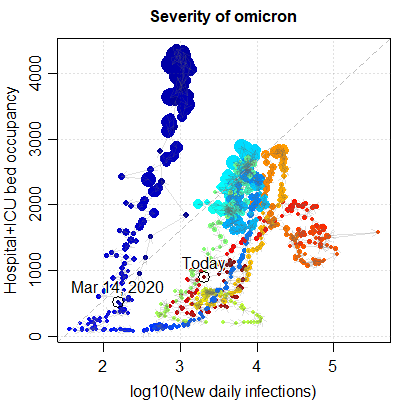 Severity of omicron
Hospital+ICU bed occupancy
4000
3000
2000
1000
0
Today
Mar 14, 2020
2
3
4
5
log10(New daily infections)